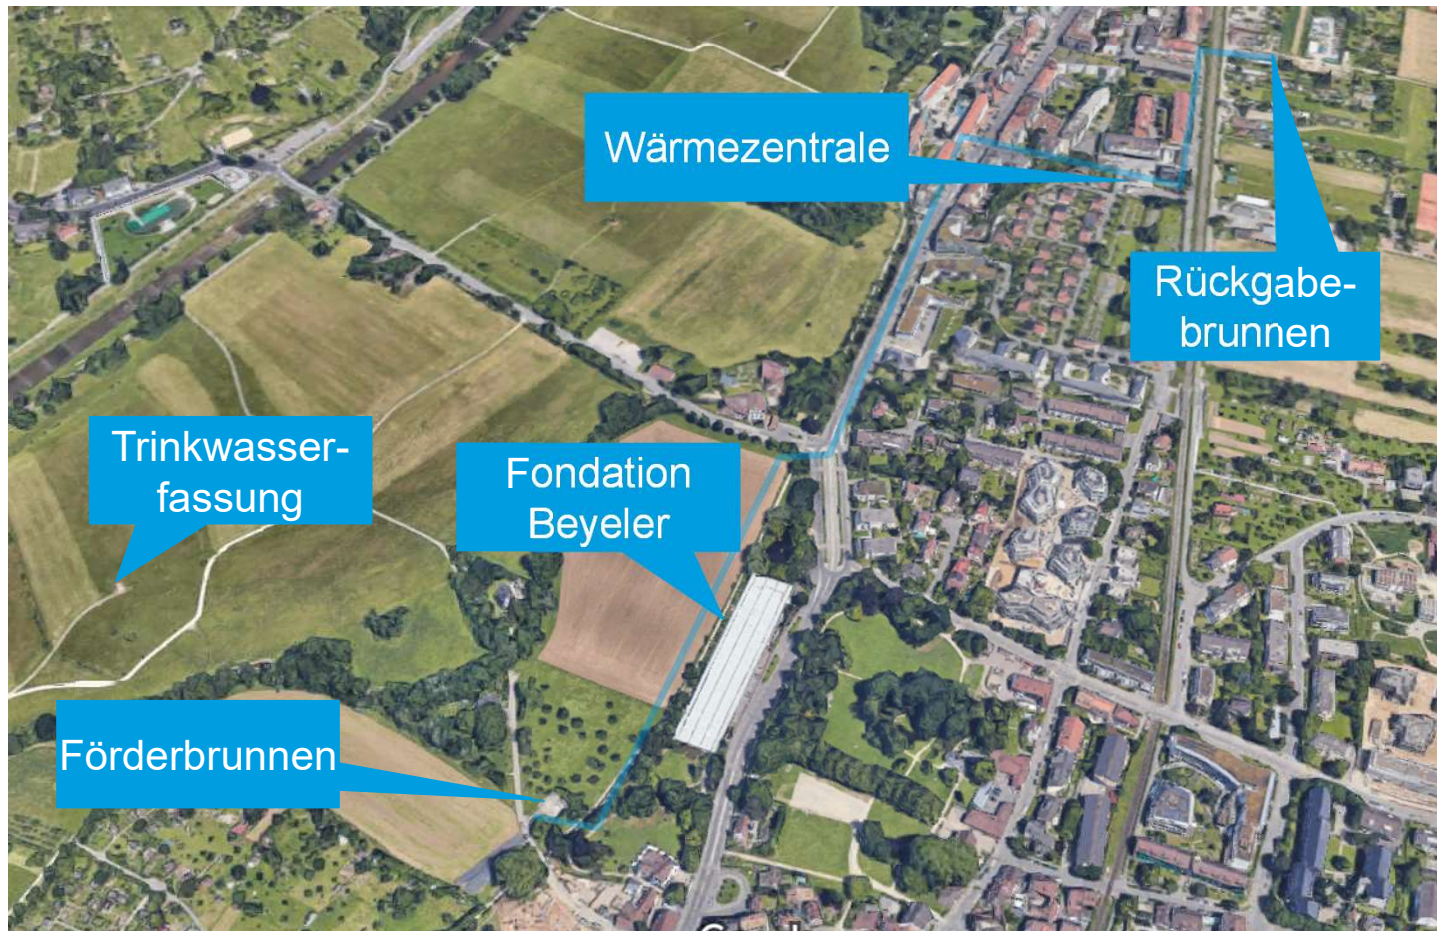 Wärmezentrale
Rückgabe-
brunnen
Trinkwasser-
fassung
Fondation
Beyeler
Förderbrunnen